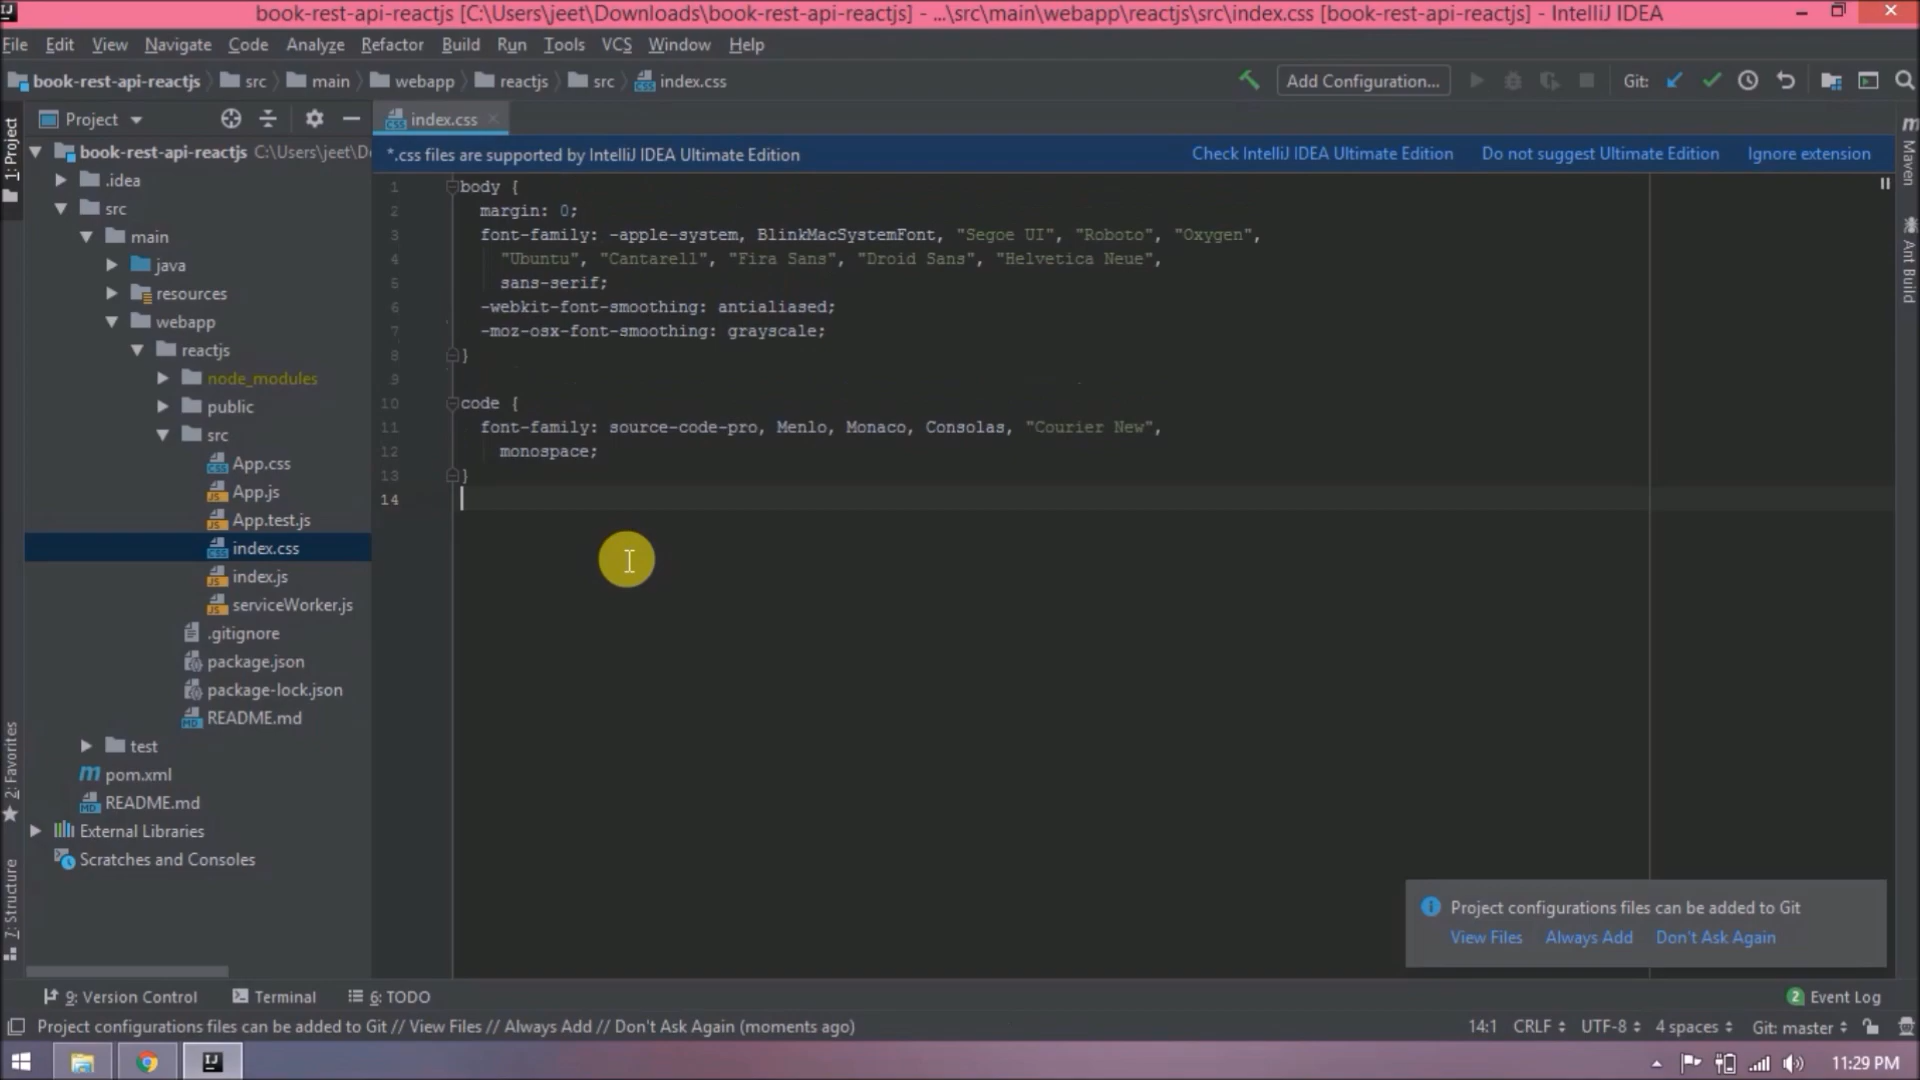 book-rest-api-reactjs [C:\Users\jeet\Downloads\book-rest-api-reactjs] - ...\src\main\webapp\reactjs\src\index.css [book-rest-api-reactjs] - IntelliJ IDEA
File Edit View Navigate Code Analyze Refactor Build Run Tools VCS Window Help
book-rest-api-reactjs src main webapp reactjs src index.css Add Configuration... Git:
Project index.css
*.css files are supported by IntelliJ IDEA Ultimate Edition Check IntelliJ IDEA Ultimate Edition Do not suggest Ultimate Edition Ignore extension
1: Project
2: Favorites
7: Structure
book-rest-api-reactjs C:\Users\jeet\D
.idea
src
main
java
resources
webapp
reactjs
node_modules
public
src
App.css
App.js
App.test.js
index.css
index.js
serviceWorker.js
.gitignore
package.json
package-lock.json
README.md
test
pom.xml
README.md
External Libraries
Scratches and Consoles
1 body {
2 margin: 0;
3 font-family: -apple-system, BlinkMacSystemFont, "Segoe UI", "Roboto", "Oxygen",
4 "Ubuntu", "Cantarell", "Fira Sans", "Droid Sans", "Helvetica Neue",
5 sans-serif;
6 -webkit-font-smoothing: antialiased;
7 -moz-osx-font-smoothing: grayscale;
8 }
9
10 code {
11 font-family: source-code-pro, Menlo, Monaco, Consolas, "Courier New",
12 monospace;
13 }
14
m Maven
Ant Build
Project configurations files can be added to Git
View Files Always Add Don't Ask Again
9: Version Control Terminal 6: TODO 2 Event Log
Project configurations files can be added to Git // View Files // Always Add // Don't Ask Again (moments ago) 14:1 CRLF UTF-8 4 spaces Git: master
IJ 11:29 PM